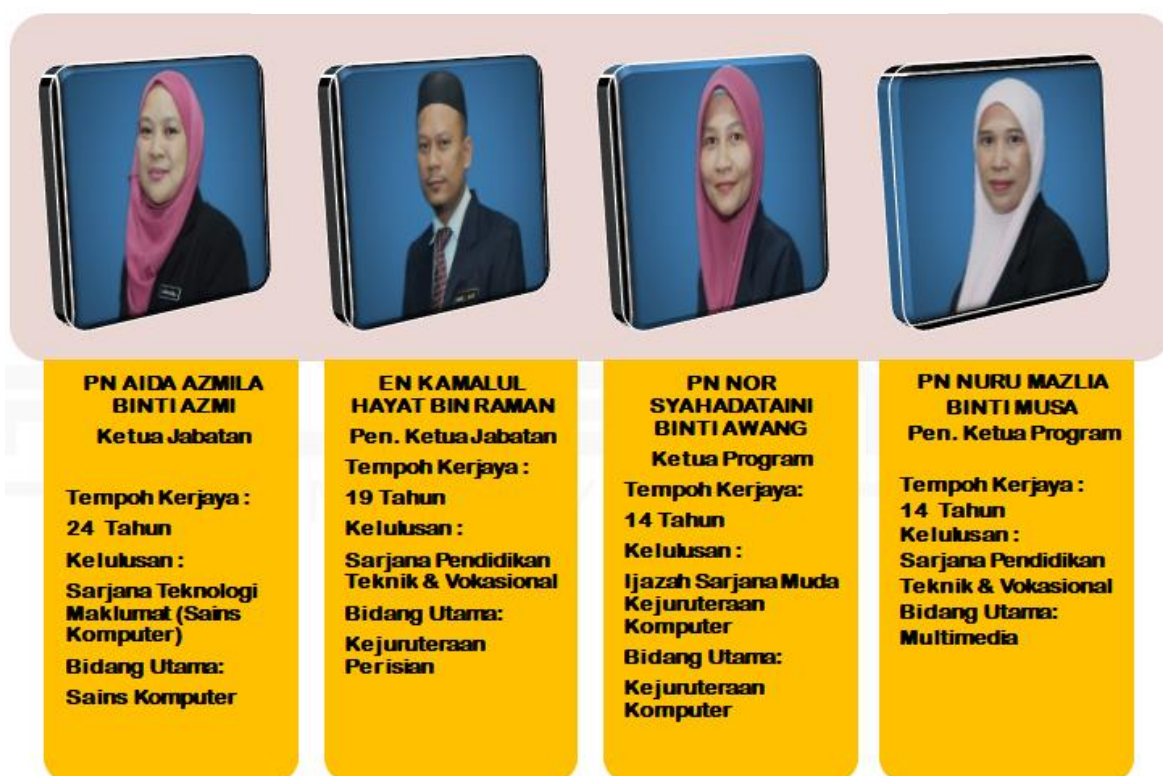 PN AIDA AZMILA
BINTI AZMI
Ketua Jabatan
Tempoh Kerjaya :
24 Tahun
Kelulusan :
Sarjana Teknologi
Maklumat (Sains
Komputer)
Bidang Utama:
Sains Komputer
EN KAMALUL
HAYAT BIN RAMAN
Pen. Ketua Jabatan
Tempoh Kerjaya :
19 Tahun
Kelulusan :
Sarjana Pendidikan
Teknik & Vokasional
Bidang Utama:
Kejuruteraan
Perisian
PN NOR
SYAHADATAINI
BINTI AWANG
Ketua Program
Tempoh Kerjaya:
14 Tahun
Kelulusan :
Ijazah Sarjana Muda
Kejuruteraan
Komputer
Bidang Utama:
Kejuruteraan
Komputer
PN NURU MAZLIA
BINTI MUSA
Pen. Ketua Program
Tempoh Kerjaya :
14 Tahun
Kelulusan :
Sarjana Pendidikan
Teknik & Vokasional
Bidang Utama:
Multimedia